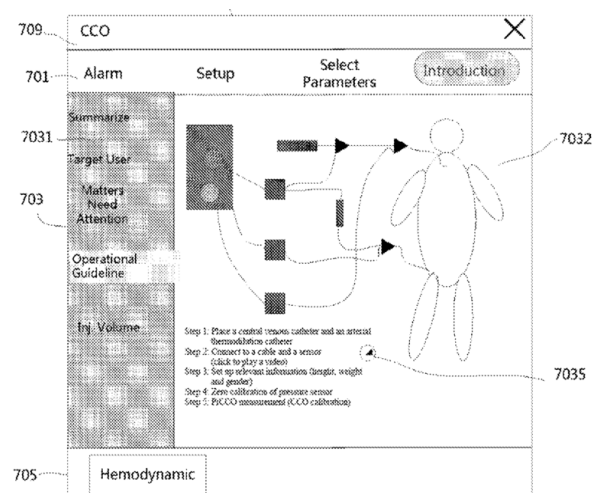 709
CCO
701
Alarm
Setup
Select
Parameters
Introduction
Summarize
7031
Target User
7032
Matters
Need
Attention
703
Operational
Guideline
Inj. Volume
Step 1: Place a central venous catheter and an arterial
thermodilation catheter
Step 2: Connect to a cable and a sensor
(click to play a video)
Step 3: Set up relevant information (height, weight
and gender)
Step 4: Zero calibration of pressure sensor
Step 5: PiCCO measurement (CCO calibration)
7035
705
Hemodynamic